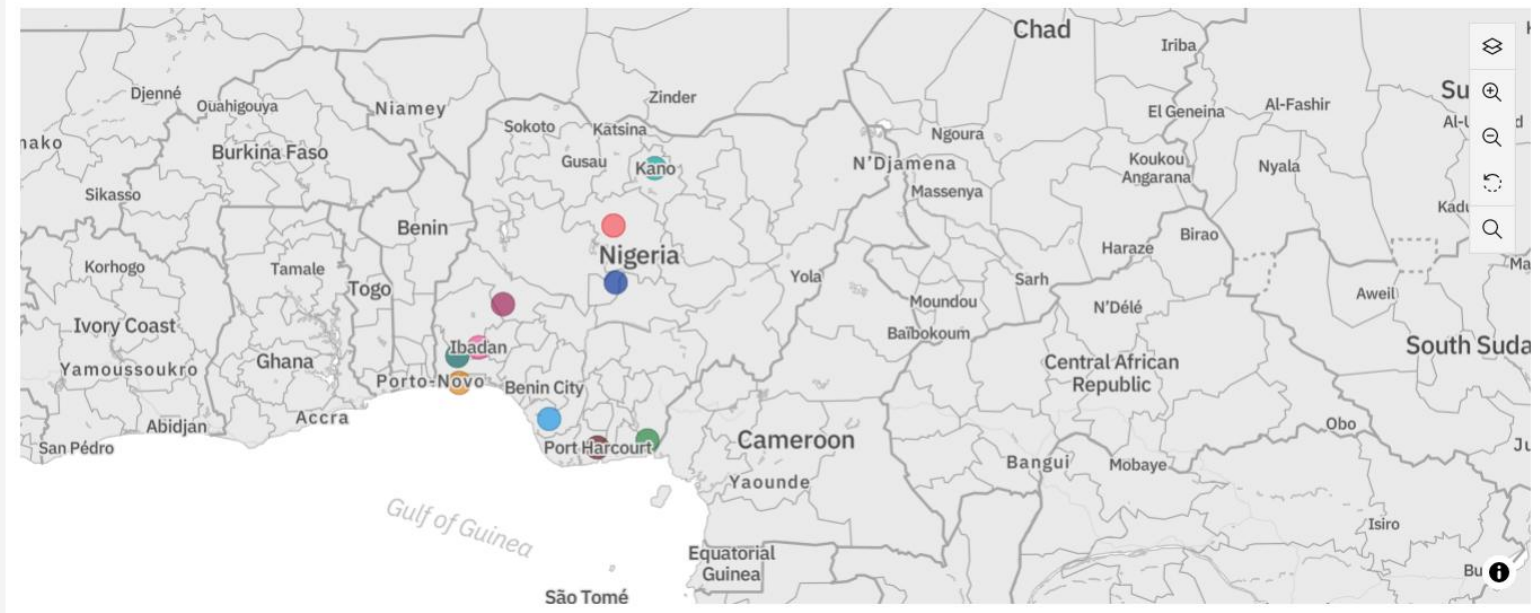 Chad
Iriba
Djenné
Ouahigouya
Niamey
Zinder
El Geneina
Al-Fashir
Su
Al-U
d
nako
Burkina Faso
Sokoto
Katsina
Ngoura
Gusau
Kano
N'Djamena
Koukou
Angarana
Nyala
Sikasso
Massenya
Kadu
Benin
Birao
Harazé
Nigeria
Korhogo
Tamale
Togo
Yola
Sarh
Ma
Moundou
N'Délé
Aweil
Ivory Coast
Baïbokoum
Ibadan
South Suda
Ghana
Yamoussoukro
Central African
Republic
Porto-Novo
Benin City
Accra
Abidjan
Obo
San Pédro
Port Harcourt
Cameroon
Ju
Bangui
Mobaye
Yaounde
Gulf of Guinea
Isiro
Equatorial
Guinea
Bu
São Tomé